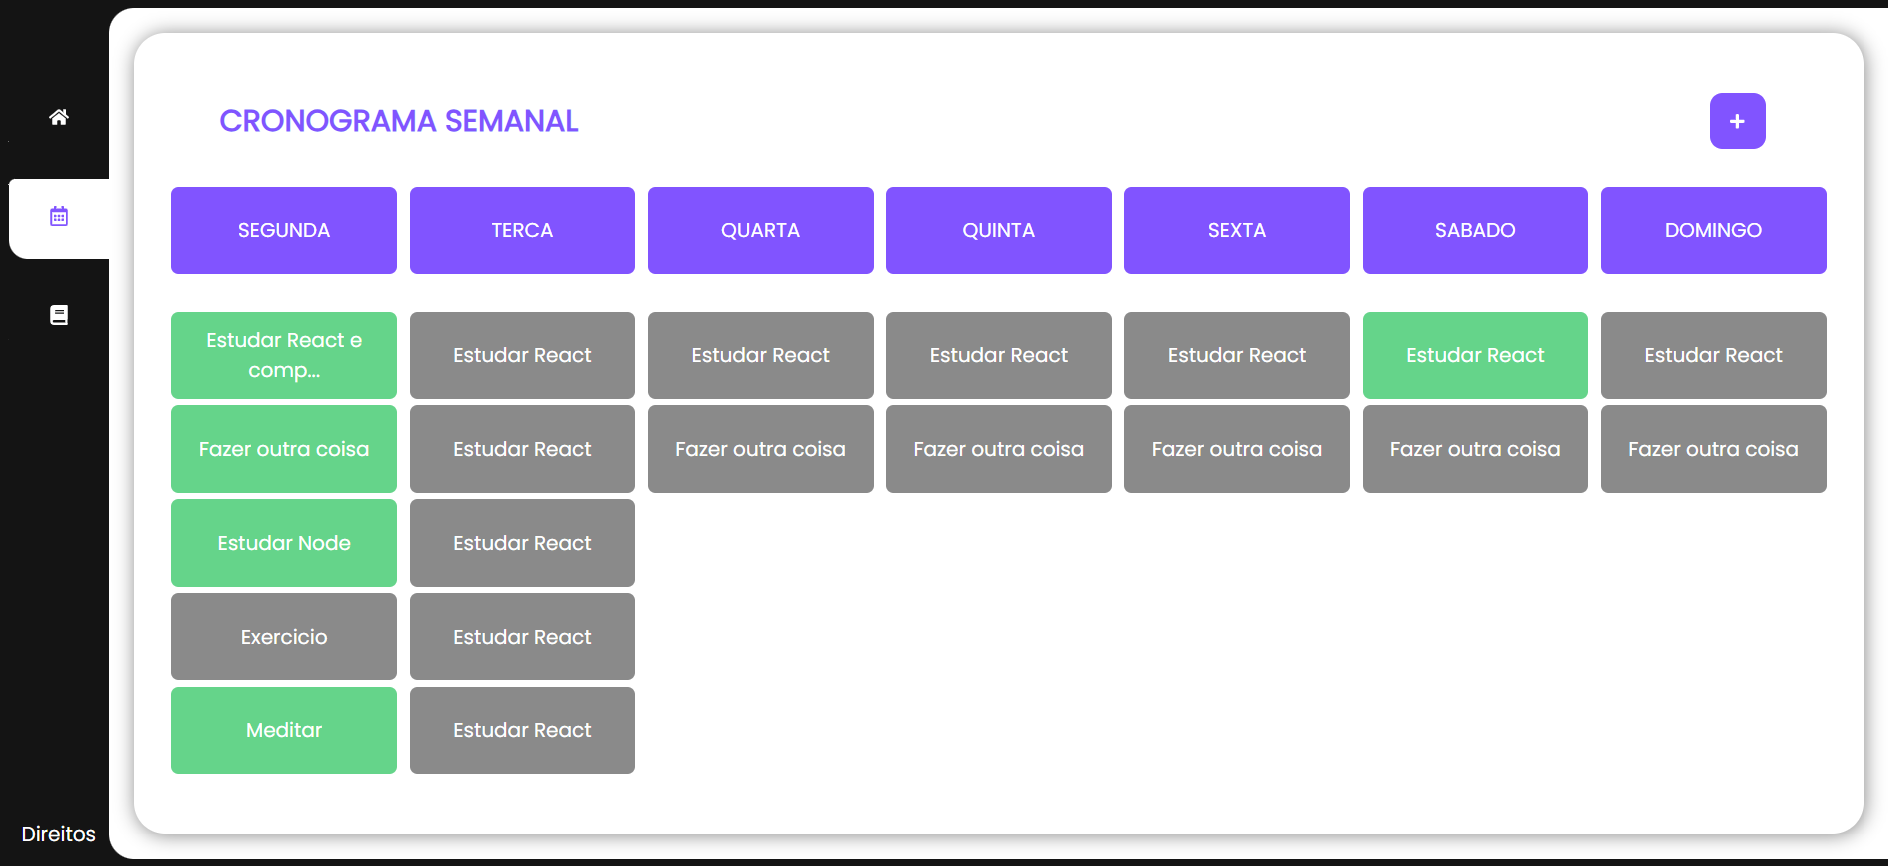 CRONOGRAMA SEMANAL
+
SEGUNDA
TERCA
QUARTA
QUINTA
SEXTA
SABADO
DOMINGO
Estudar React e
comp...
Estudar React
Estudar React
Estudar React
Estudar React
Estudar React
Estudar React
Fazer outra coisa
Estudar React
Fazer outra coisa
Fazer outra coisa
Fazer outra coisa
Fazer outra coisa
Fazer outra coisa
Estudar Node
Estudar React
Exercicio
Estudar React
Meditar
Estudar React
Direitos